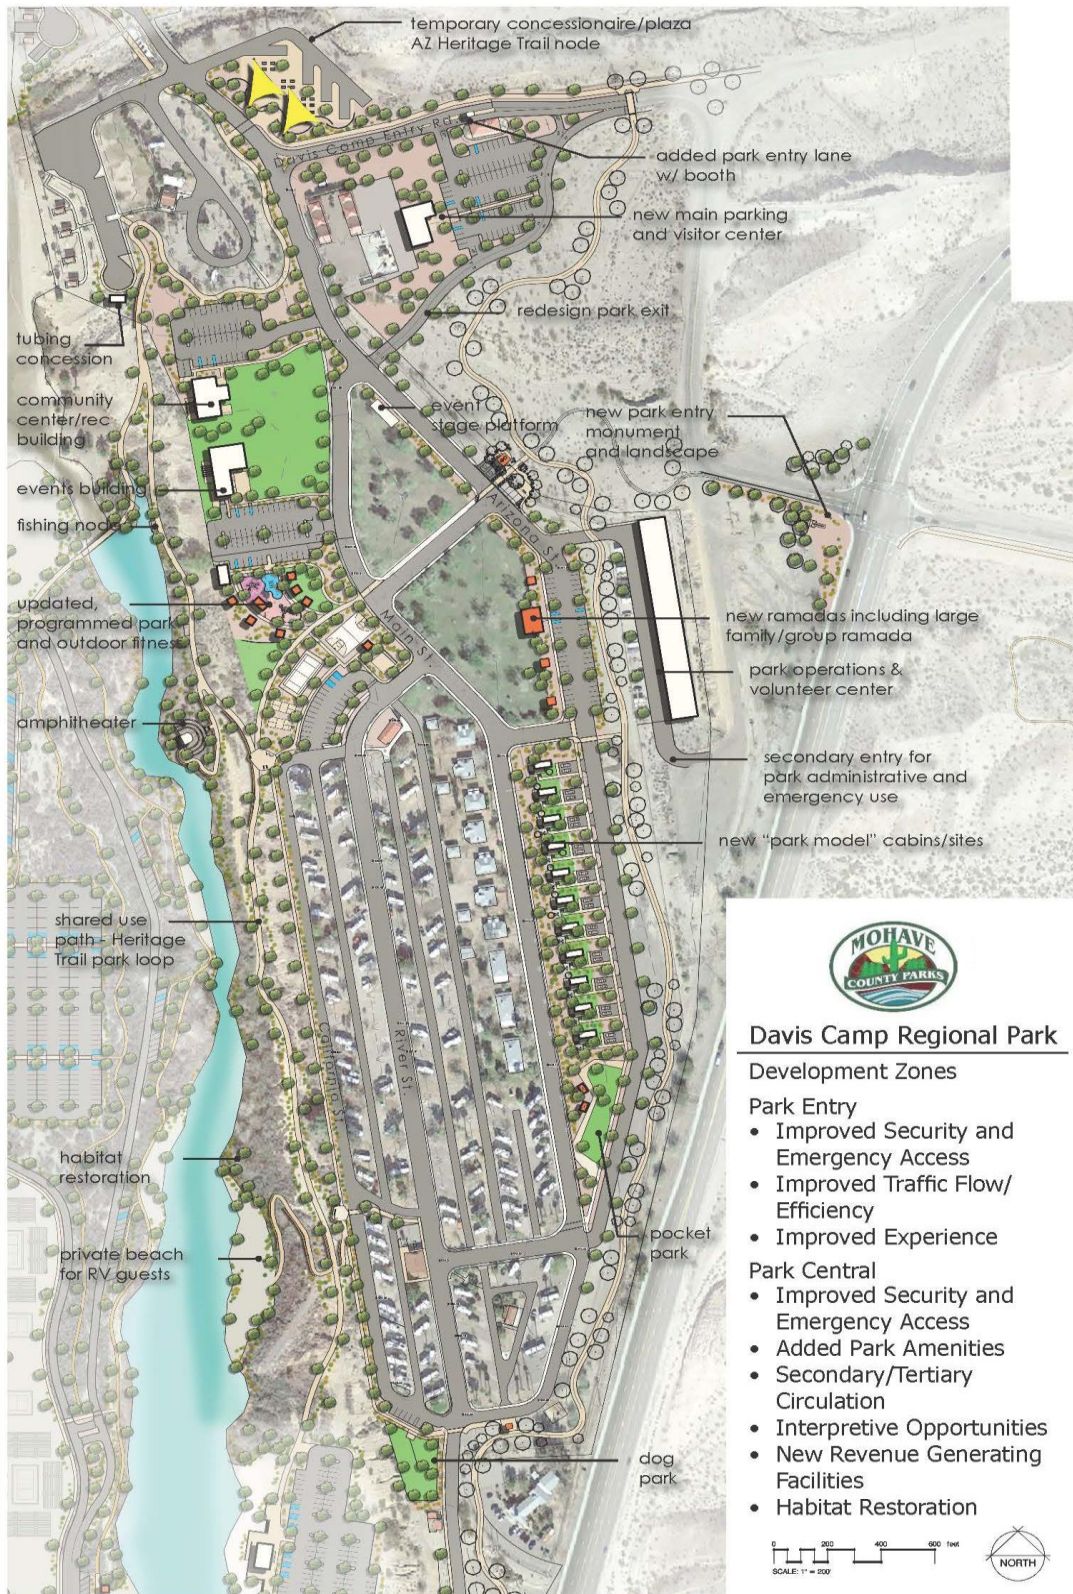 temporary concessionaire/plaza
AZ Heritage Trail node
Davis Camp Entry Rd.
added park entry lane
w/ booth
new main parking
and visitor center
redesign park exit
tubing
concession
community
center/rec
building
event
stage platform
new park entry
monument
and landscape
events building
fishing node
Arizona St.
updated,
programmed park
and outdoor fitness
Main St.
new ramadas including large
family/group ramada
park operations &
volunteer center
amphitheater
secondary entry for
park administrative and
emergency use
new "park model" cabins/sites
shared use
path - Heritage
Trail park loop
California St.
River St.
habitat
restoration
private beach
for RV guests
pocket
park
dog
park
MOHAVE
COUNTY PARKS
Davis Camp Regional Park
Development Zones
Park Entry
• Improved Security and
Emergency Access
• Improved Traffic Flow/
Efficiency
• Improved Experience
Park Central
• Improved Security and
Emergency Access
• Added Park Amenities
• Secondary/Tertiary
Circulation
• Interpretive Opportunities
• New Revenue Generating
Facilities
• Habitat Restoration
0 200 400 600 feet
SCALE: 1" = 200'
NORTH